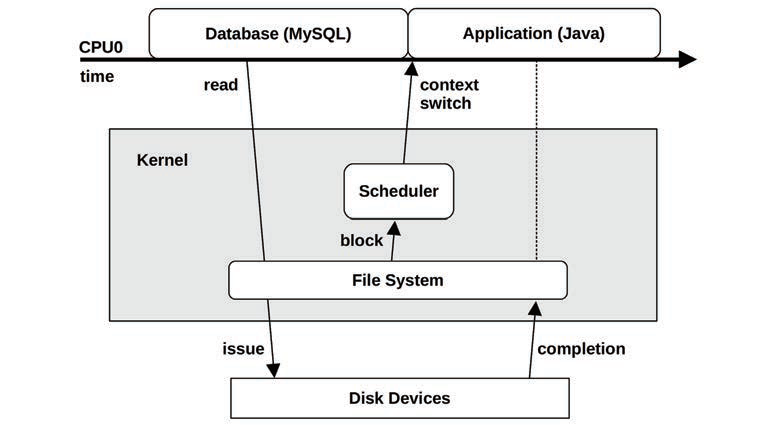 Database (MySQL)
Application (Java)
CPU0
time
read
context
switch
Kernel
Scheduler
block
File System
issue
completion
Disk Devices